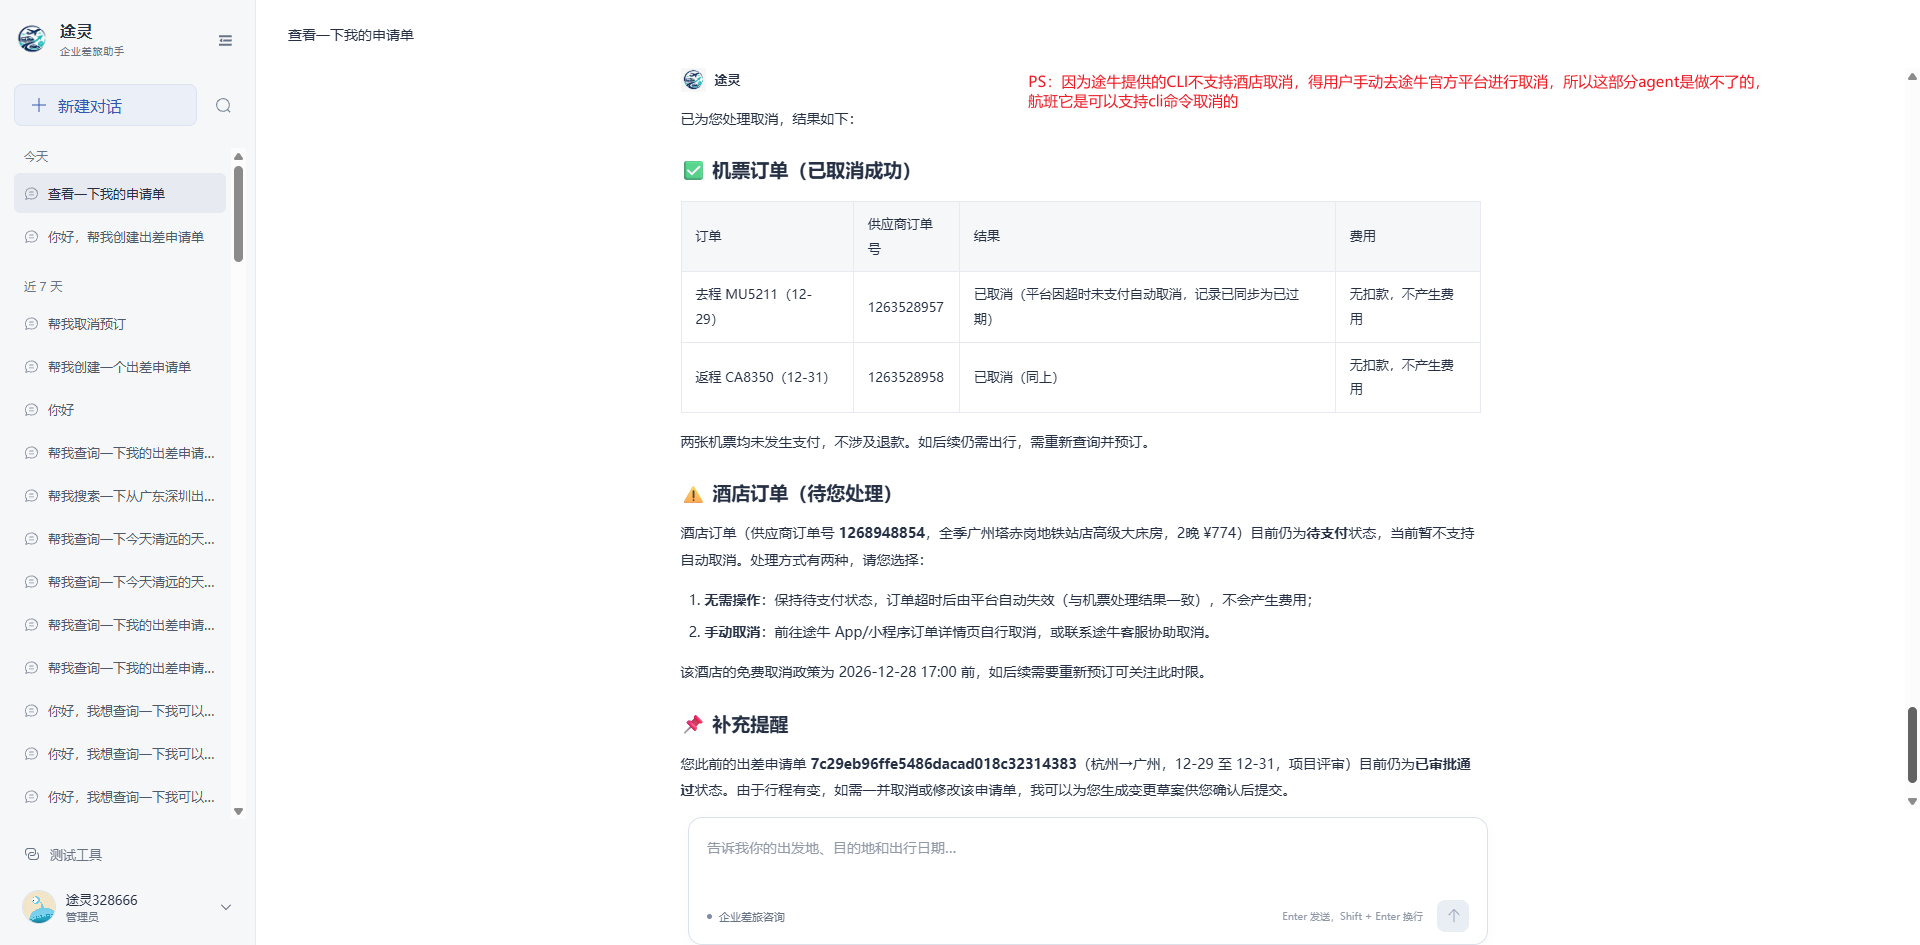 途灵
企业差旅助手
新建对话
今天
查看一下我的申请单
你好，帮我创建出差申请单
近 7 天
帮我取消预订
帮我创建一个出差申请单
你好
帮我查询一下我的出差申请...
帮我搜索一下从广东深圳出...
帮我查询一下今天清远的天...
帮我查询一下今天清远的天...
帮我查询一下我的出差申请...
帮我查询一下我的出差申请...
你好，我想查询一下我可以...
你好，我想查询一下我可以...
你好，我想查询一下我可以...
测试工具
途灵328666
管理员
查看一下我的申请单
途灵
PS：因为途牛提供的CLI不支持酒店取消，得用户手动去途牛官方平台进行取消，所以这部分agent是做不了的，
航班它是可以支持cli命令取消的
已为您处理取消，结果如下：
✅ 机票订单（已取消成功）
订单
供应商订单
号
结果
费用
去程 MU5211（12-
29）
1263528957
已取消（平台因超时未支付自动取消，记录已同步为已过
期）
无扣款，不产生费
用
返程 CA8350（12-31）
1263528958
已取消（同上）
无扣款，不产生费
用
两张机票均未发生支付，不涉及退款。如后续仍需出行，需重新查询并预订。
⚠️ 酒店订单（待您处理）
酒店订单（供应商订单号 1268948854，全季广州塔赤岗地铁站店高级大床房，2晚 ¥774）目前仍为待支付状态，当前暂不支持
自动取消。处理方式有两种，请您选择：
1. 无需操作：保持待支付状态，订单超时后由平台自动失效（与机票处理结果一致），不会产生费用；
2. 手动取消：前往途牛 App/小程序订单详情页自行取消，或联系途牛客服协助取消。
该酒店的免费取消政策为 2026-12-28 17:00 前，如后续需要重新预订可关注此时限。
📌 补充提醒
您此前的出差申请单 7c29eb96ffe5486dacad018c32314383（杭州→广州，12-29 至 12-31，项目评审）目前仍为已审批通
过状态。由于行程有变，如需一并取消或修改该申请单，我可以为您生成变更草案供您确认后提交。
告诉我你的出发地、目的地和出行日期...
企业差旅咨询
Enter 发送，Shift + Enter 换行